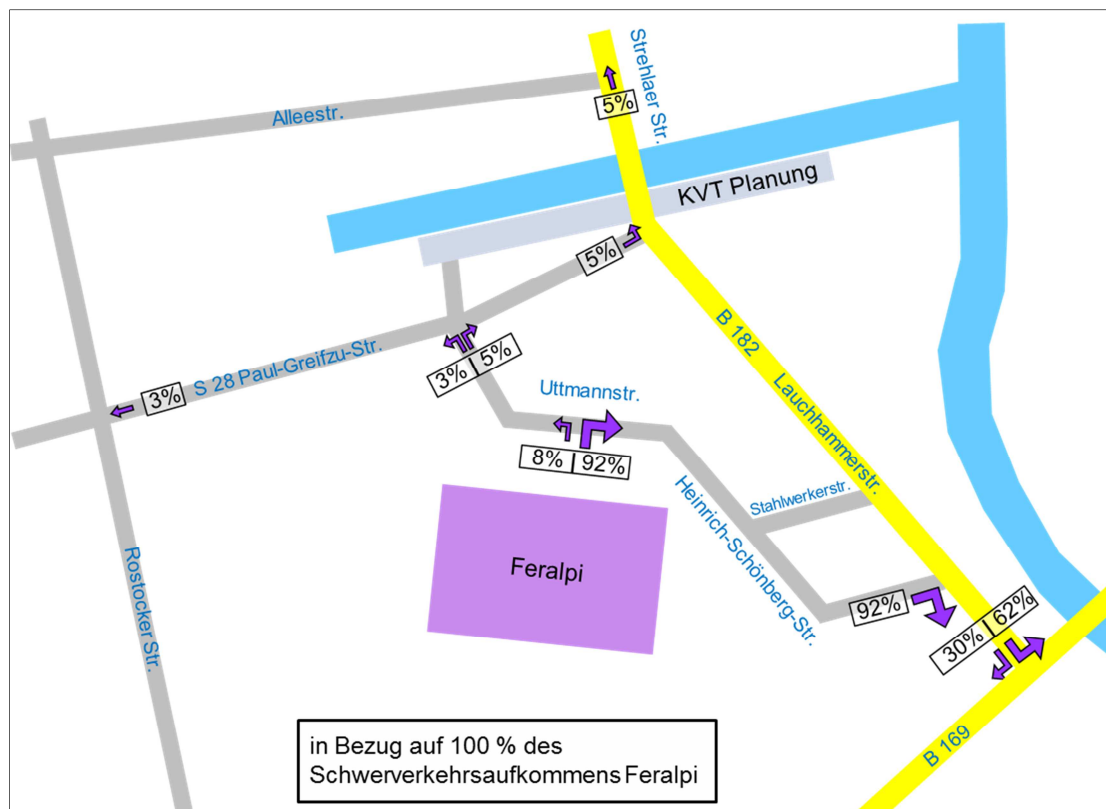 Strehlaer Str.
5%
Alleestr.
KVT Planung
5%
B 182
Lauchhammerstr.
3% | 5%
S 28 Paul-Greifzu-Str.
3%
Uttmannstr.
8% | 92%
Stahlwerkerstr.
Heinrich-Schönberg-Str.
Feralpi
Rostocker Str.
92%
30% | 62%
B 169
in Bezug auf 100 % des
Schwerverkehrsaufkommens Feralpi